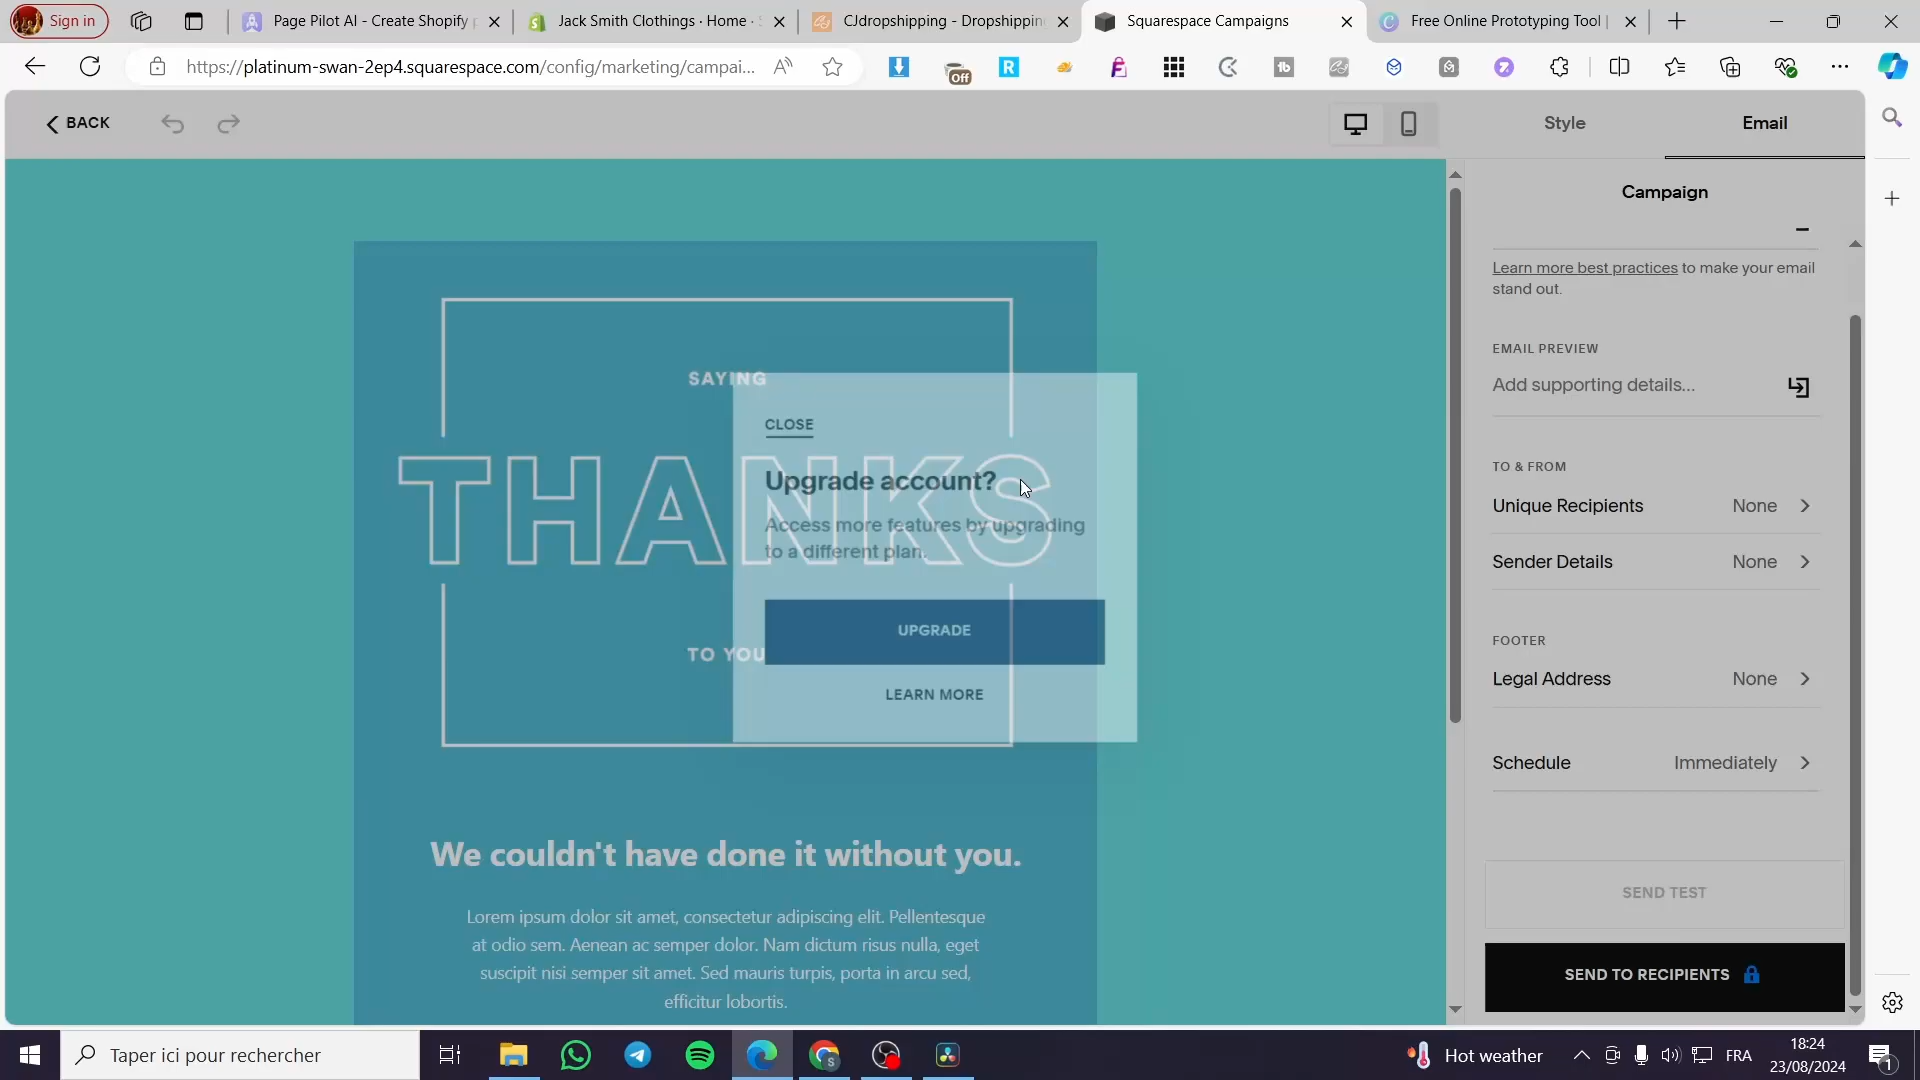 Sign in
Page Pilot AI - Create Shopify
Jack Smith Clothings · Home ·
CJdropshipping - Dropshippin
Squarespace Campaigns
Free Online Prototyping Tool |
https://platinum-swan-2ep4.squarespace.com/config/marketing/campai...
Off
BACK
Style
Email
Campaign
Learn more best practices to make your email
stand out.
EMAIL PREVIEW
Add supporting details...
TO & FROM
Unique Recipients None
Sender Details None
FOOTER
Legal Address None
Schedule Immediately
SEND TEST
SEND TO RECIPIENTS
SAYING
THANKS
TO YOU
CLOSE
Upgrade account?
Access more features by upgrading
to a different plan.
UPGRADE
LEARN MORE
We couldn't have done it without you.
Lorem ipsum dolor sit amet, consectetur adipiscing elit. Pellentesque
at odio sem. Aenean ac semper dolor. Nam dictum risus nulla, eget
suscipit nisi semper sit amet. Sed mauris turpis, porta in arcu sed,
efficitur lobortis.
Taper ici pour rechercher
Hot weather
FRA
18:24
23/08/2024
1